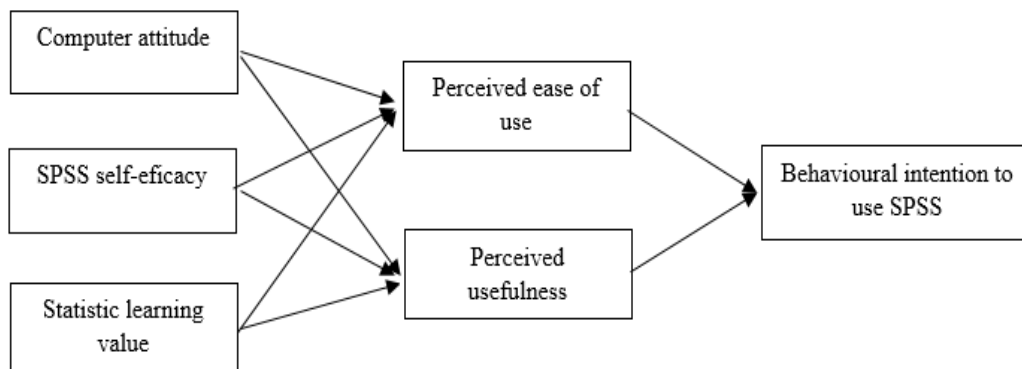 Computer attitude
SPSS self-eficacy
Statistic learning
value
Perceived ease of
use
Perceived
usefulness
Behavioural intention to
use SPSS